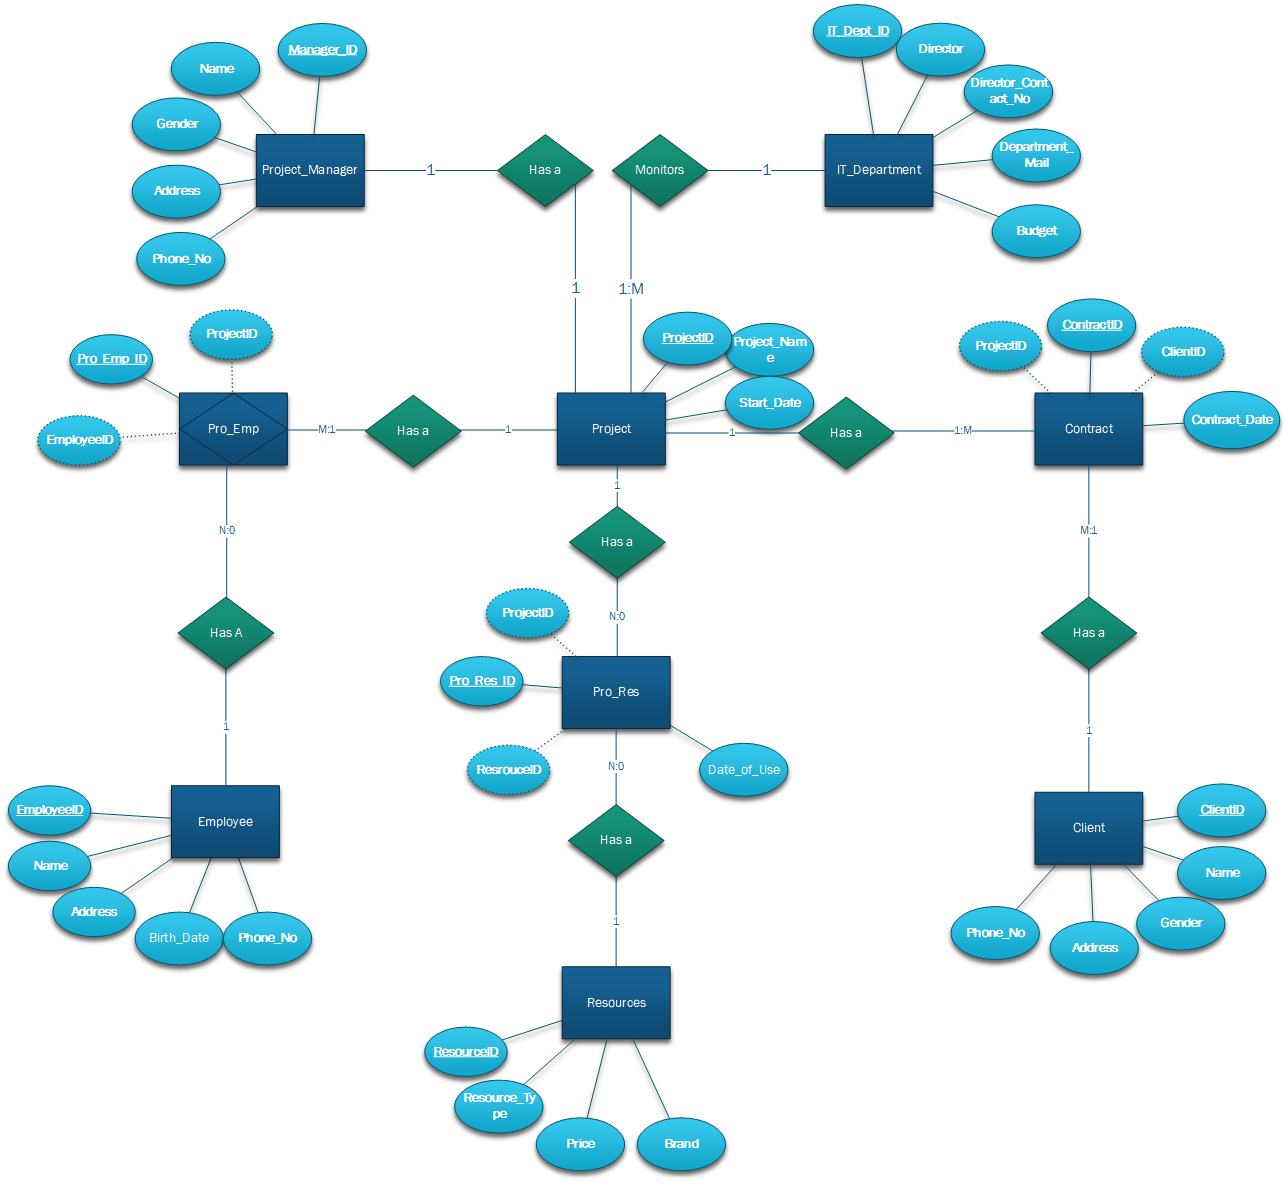 IT_Dept_ID
Manager_ID
Director
Name
Director_Cont
act_No
Gender
Department_
Mail
Project_Manager
1
Has a
Monitors
1
IT_Department
Address
Budget
Phone_No
1
1:M
ProjectID
ContractID
ProjectID
Project_Nam
e
ProjectID
ClientID
Pro_Emp_ID
Start_Date
Contract_Date
EmployeeID
Pro_Emp
M:1
Has a
1
Project
1
Has a
1:M
Contract
1
N:0
Has a
M:1
ProjectID
N:0
Has A
Has a
Pro_Res_ID
Pro_Res
1
1
ResrouceID
N:0
Date_of_Use
EmployeeID
Employee
Has a
Client
ClientID
Name
Name
Address
Birth_Date
Phone_No
1
Phone_No
Address
Gender
Resources
ResourceID
Resource_Ty
pe
Price
Brand